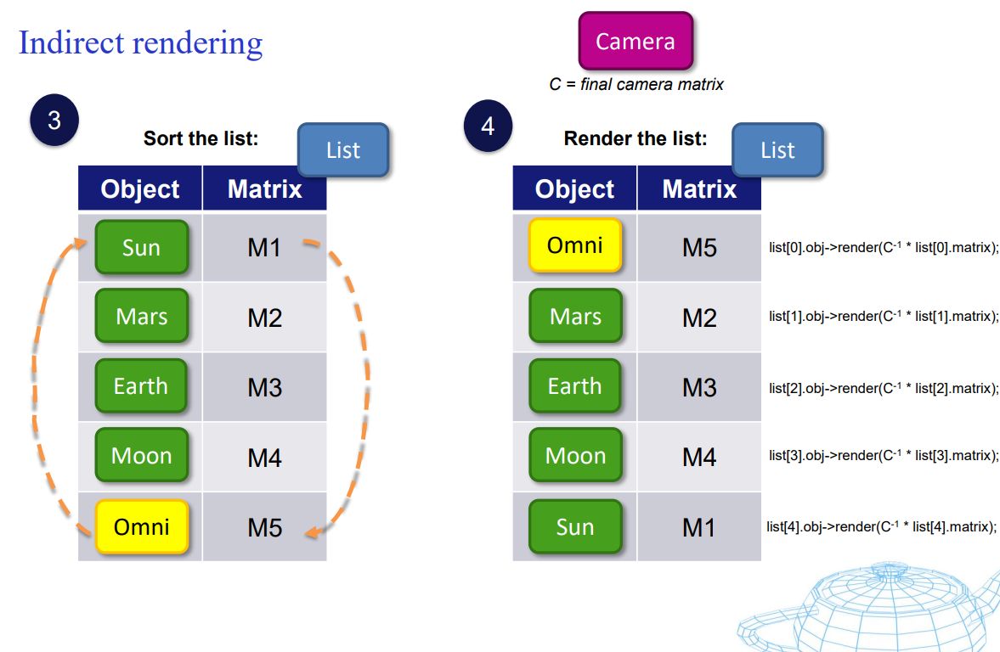 Indirect rendering
Camera
C = final camera matrix
3
Sort the list:
List
Object Matrix
Sun M1
Mars M2
Earth M3
Moon M4
Omni M5
4
Render the list:
List
Object Matrix
Omni M5 list[0].obj->render(C⁻¹ * list[0].matrix);
Mars M2 list[1].obj->render(C⁻¹ * list[1].matrix);
Earth M3 list[2].obj->render(C⁻¹ * list[2].matrix);
Moon M4 list[3].obj->render(C⁻¹ * list[3].matrix);
Sun M1 list[4].obj->render(C⁻¹ * list[4].matrix);